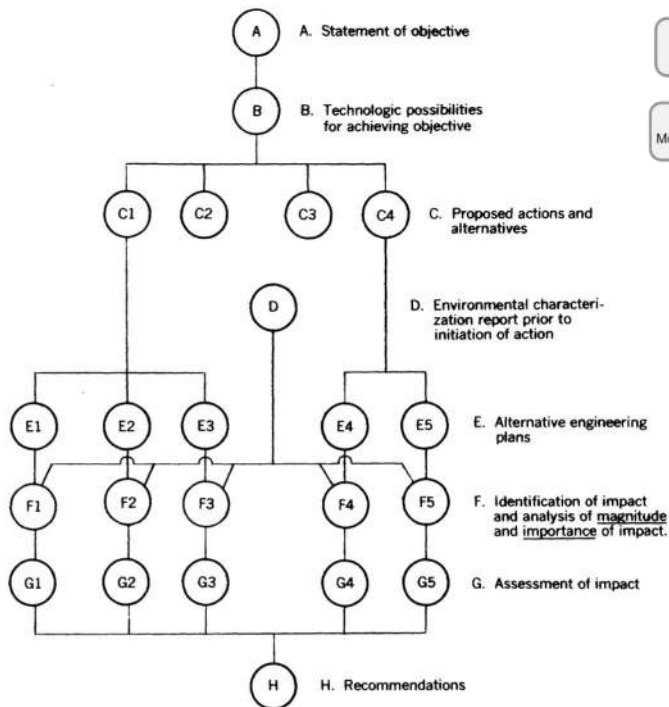 A
A. Statement of objective
B
B. Technologic possibilities
for achieving objective
C1
C2
C3
C4
C. Proposed actions and
alternatives
D
D. Environmental characteri-
zation report prior to
initiation of action
E1
E2
E3
E4
E5
E. Alternative engineering
plans
F1
F2
F3
F4
F5
F. Identification of impact
and analysis of magnitude
and importance of impact.
G1
G2
G3
G4
G5
G. Assessment of impact
H
H. Recommendations